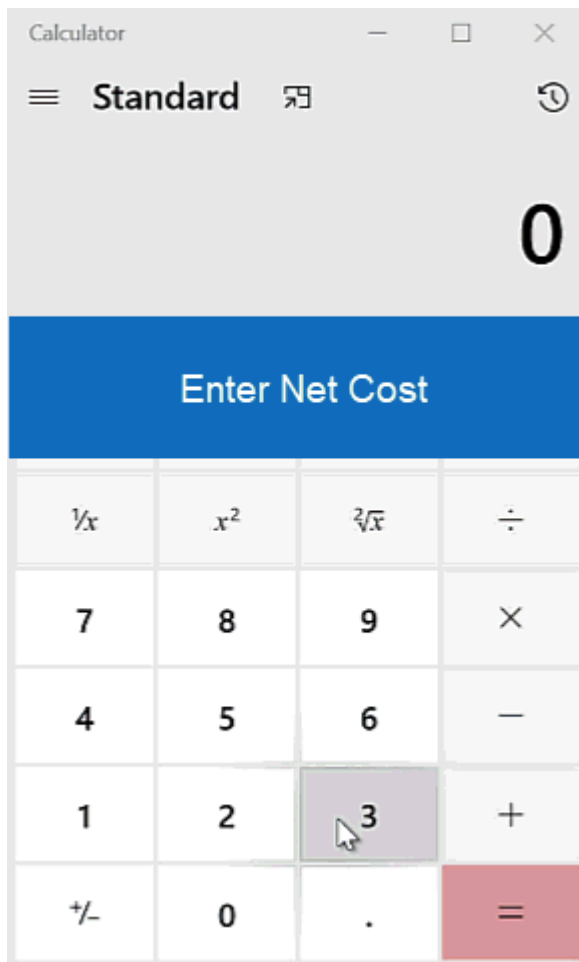 Calculator
Standard
0
Enter Net Cost
¹/x x² ²√x ÷
7 8 9 ×
4 5 6 −
1 2 3 +
+/− 0 . =